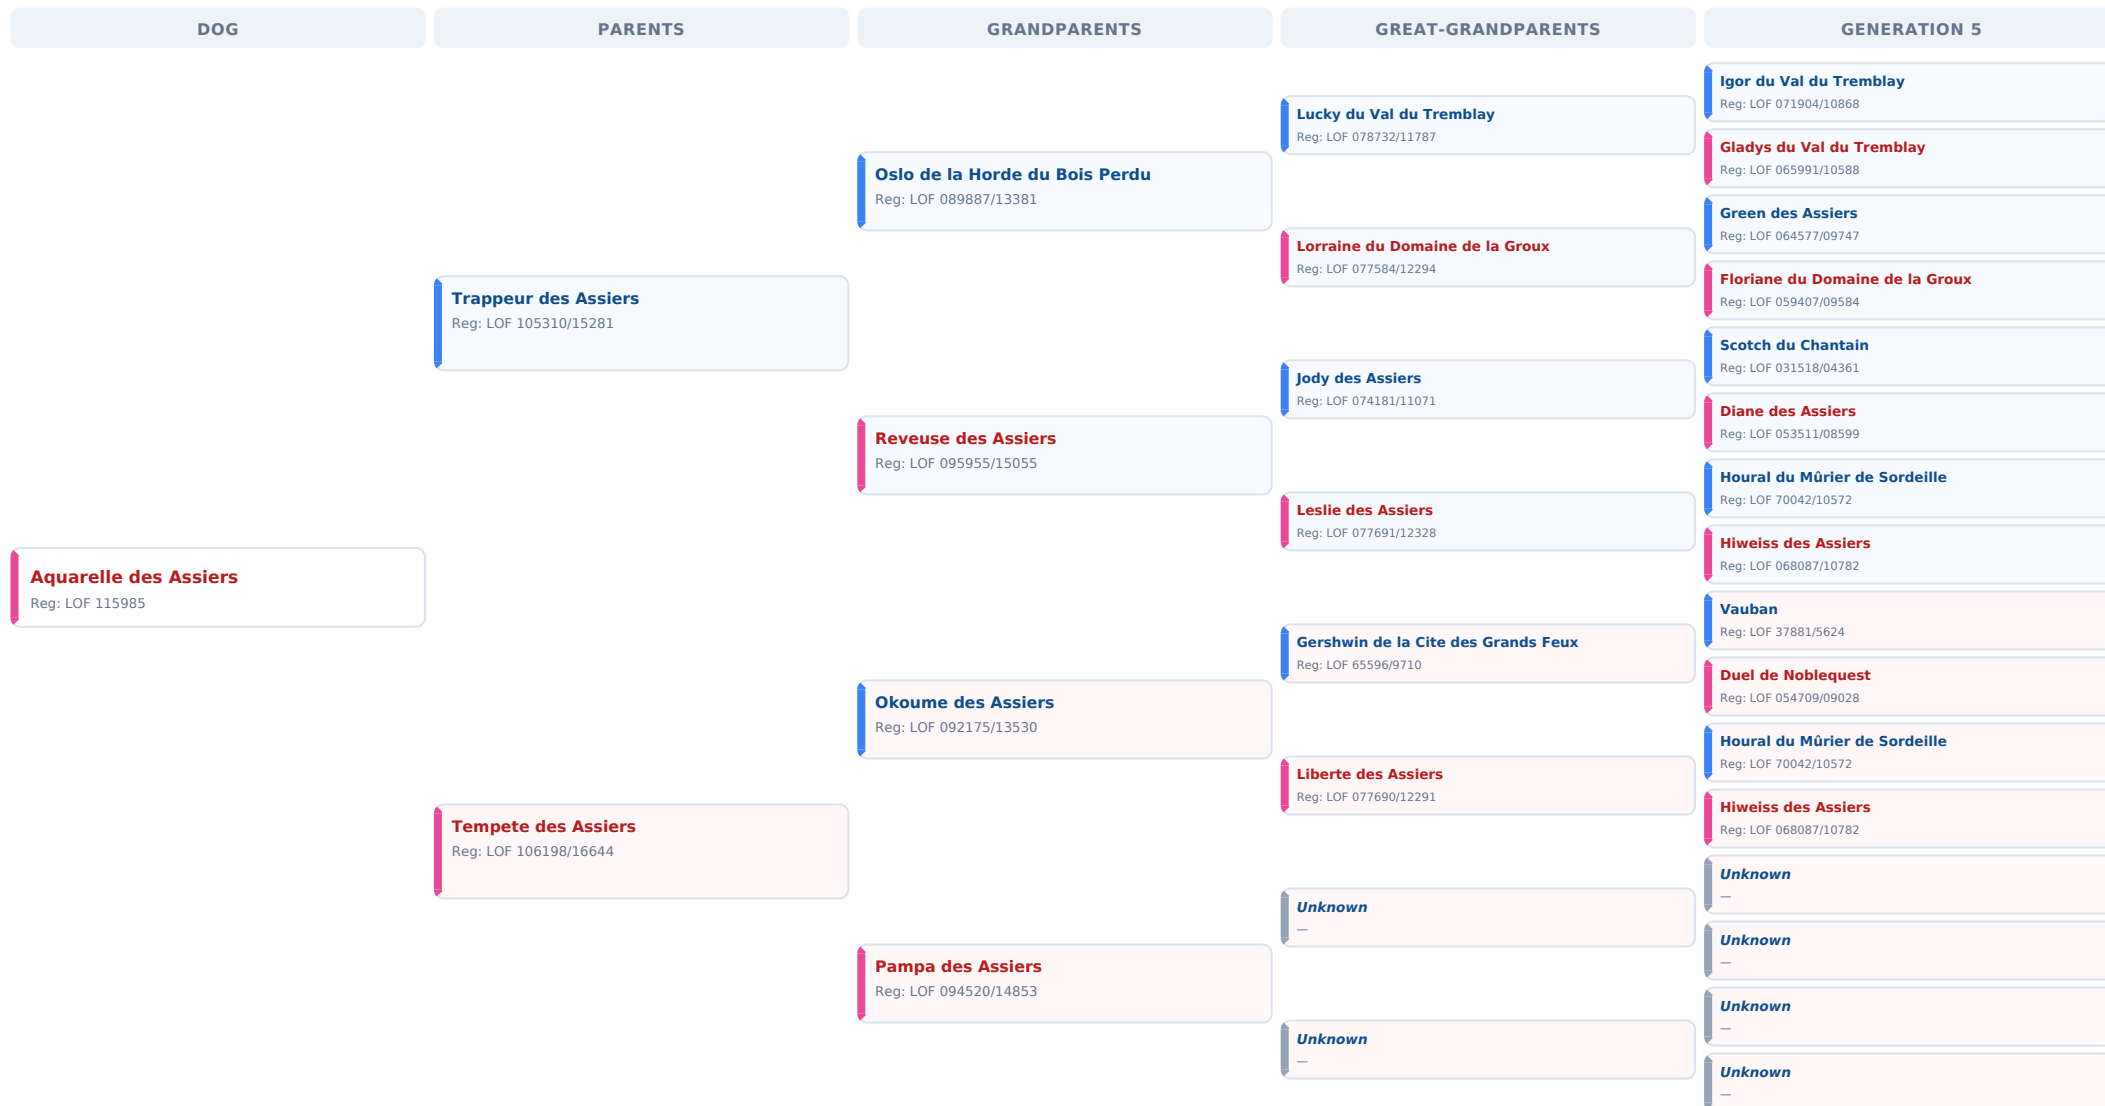 DOG
PARENTS
GRANDPARENTS
GREAT-GRANDPARENTS
GENERATION 5
Aquarelle des Assiers
Reg: LOF 115985
Trappeur des Assiers
Reg: LOF 105310/15281
Tempete des Assiers
Reg: LOF 106198/16644
Oslo de la Horde du Bois Perdu
Reg: LOF 089887/13381
Reveuse des Assiers
Reg: LOF 095955/15055
Okoume des Assiers
Reg: LOF 092175/13530
Pampa des Assiers
Reg: LOF 094520/14853
Lucky du Val du Tremblay
Reg: LOF 078732/11787
Lorraine du Domaine de la Groux
Reg: LOF 077584/12294
Jody des Assiers
Reg: LOF 074181/11071
Leslie des Assiers
Reg: LOF 077691/12328
Gershwin de la Cite des Grands Feux
Reg: LOF 65596/9710
Liberte des Assiers
Reg: LOF 077690/12291
Unknown
—
Unknown
—
Igor du Val du Tremblay
Reg: LOF 071904/10868
Gladys du Val du Tremblay
Reg: LOF 065991/10588
Green des Assiers
Reg: LOF 064577/09747
Floriane du Domaine de la Groux
Reg: LOF 059407/09584
Scotch du Chantain
Reg: LOF 031518/04361
Diane des Assiers
Reg: LOF 053511/08599
Houral du Mûrier de Sordeille
Reg: LOF 70042/10572
Hiweiss des Assiers
Reg: LOF 068087/10782
Vauban
Reg: LOF 37881/5624
Duel de Noblequest
Reg: LOF 054709/09028
Houral du Mûrier de Sordeille
Reg: LOF 70042/10572
Hiweiss des Assiers
Reg: LOF 068087/10782
Unknown
—
Unknown
—
Unknown
—
Unknown
—